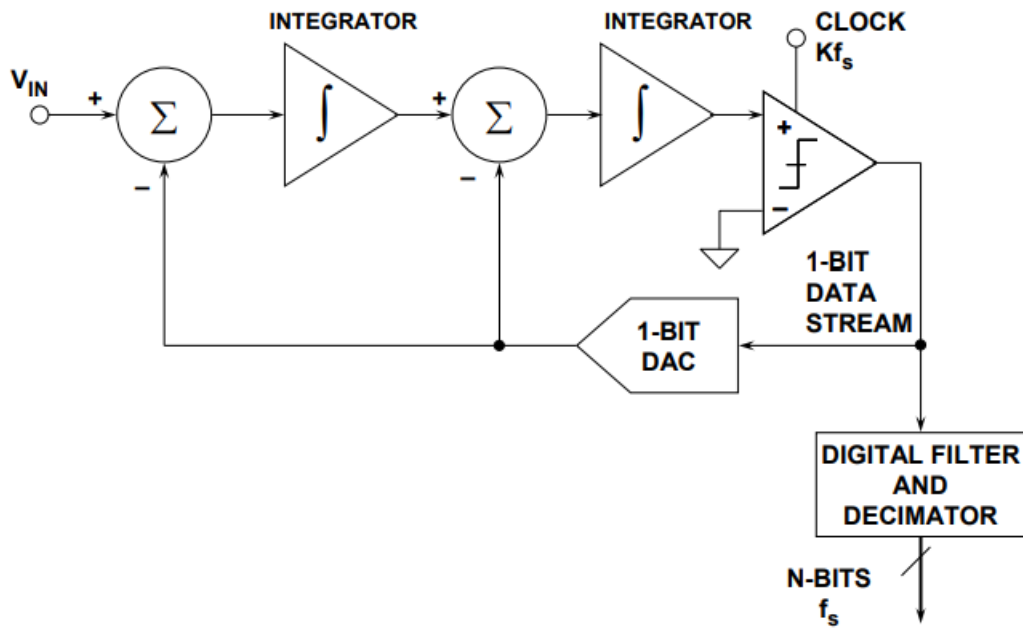 INTEGRATOR
INTEGRATOR
CLOCK
Kfs
VIN
+
Σ
∫
+
Σ
∫
+
−
−
−
1-BIT
DATA
STREAM
1-BIT
DAC
DIGITAL FILTER
AND
DECIMATOR
N-BITS
fs